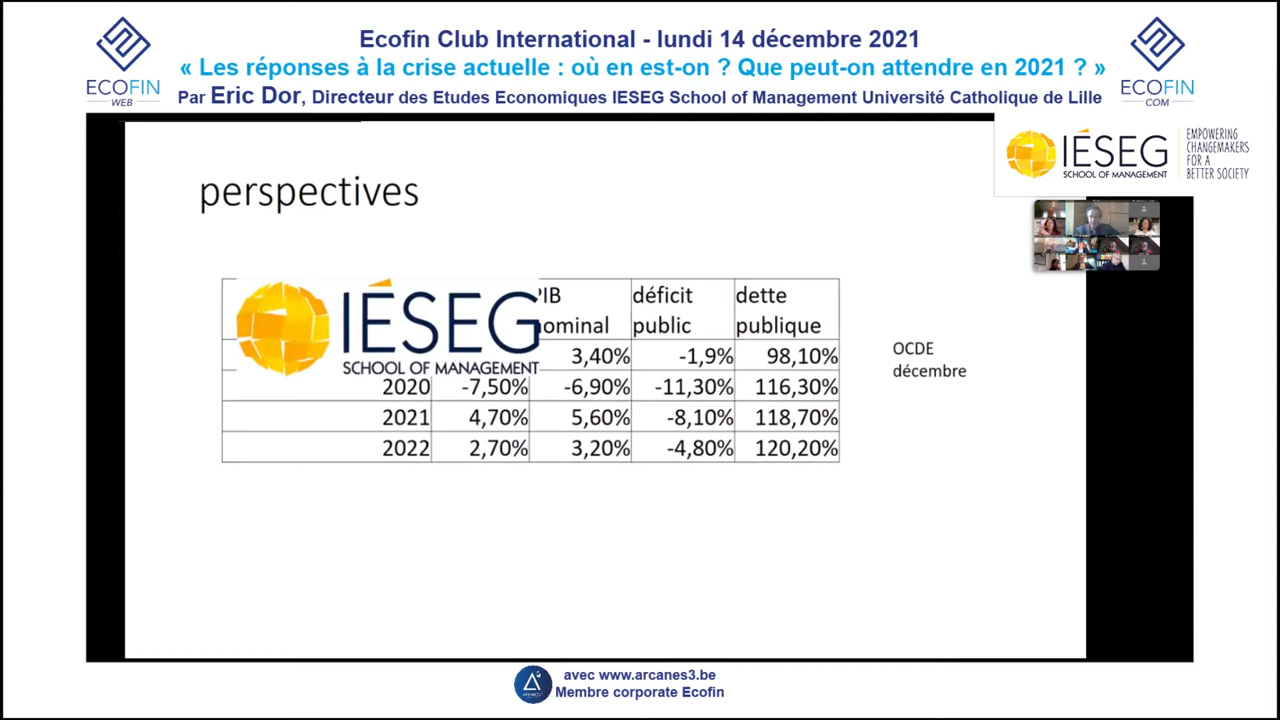 Ecofin Club International - lundi 14 décembre 2021
« Les réponses à la crise actuelle : où en est-on ? Que peut-on attendre en 2021 ? »
Par Eric Dor, Directeur des Etudes Economiques IESEG School of Management Université Catholique de Lille
ECOFIN
WEB
ECOFIN
COM
IÉSEG
SCHOOL OF MANAGEMENT
EMPOWERING
CHANGEMAKERS
FOR A
BETTER SOCIETY
perspectives
IÉSEG
SCHOOL OF MANAGEMENT
PIB déficit dette
nominal public publique
3,40% -1,9% 98,10%
2020 -7,50% -6,90% -11,30% 116,30%
2021 4,70% 5,60% -8,10% 118,70%
2022 2,70% 3,20% -4,80% 120,20%
OCDE
décembre
avec www.arcanes3.be
Membre corporate Ecofin